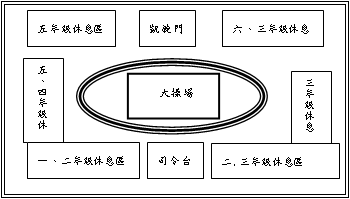 五年級休息區
凱旋門
六、三年級休息
五、四年級休
大操場
三年級休息
一、二年級休息區
司令台
二.三年級休息區